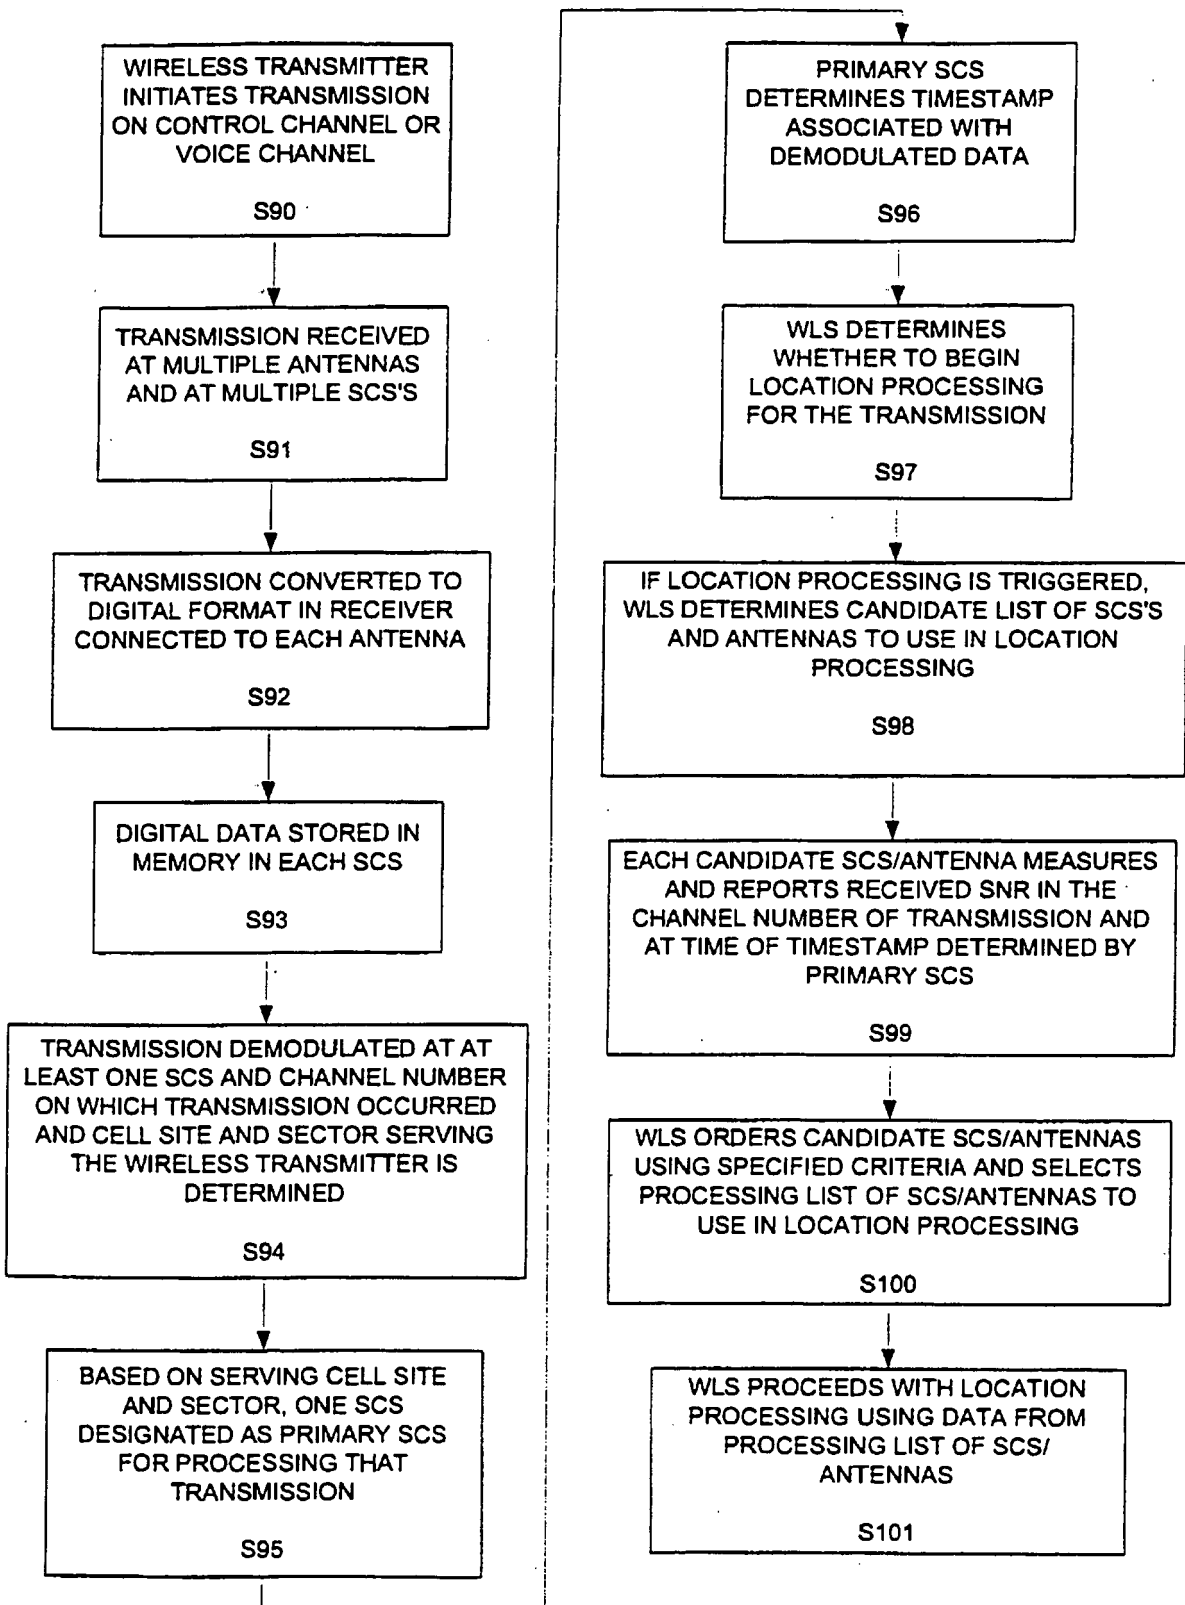 WIRELESS TRANSMITTER
INITIATES TRANSMISSION
ON CONTROL CHANNEL OR
VOICE CHANNEL
S90
TRANSMISSION RECEIVED
AT MULTIPLE ANTENNAS
AND AT MULTIPLE SCS'S
S91
TRANSMISSION CONVERTED TO
DIGITAL FORMAT IN RECEIVER
CONNECTED TO EACH ANTENNA
S92
DIGITAL DATA STORED IN
MEMORY IN EACH SCS
S93
TRANSMISSION DEMODULATED AT AT
LEAST ONE SCS AND CHANNEL NUMBER
ON WHICH TRANSMISSION OCCURRED
AND CELL SITE AND SECTOR SERVING
THE WIRELESS TRANSMITTER IS
DETERMINED
S94
BASED ON SERVING CELL SITE
AND SECTOR, ONE SCS
DESIGNATED AS PRIMARY SCS
FOR PROCESSING THAT
TRANSMISSION
S95
PRIMARY SCS
DETERMINES TIMESTAMP
ASSOCIATED WITH
DEMODULATED DATA
S96
WLS DETERMINES
WHETHER TO BEGIN
LOCATION PROCESSING
FOR THE TRANSMISSION
S97
IF LOCATION PROCESSING IS TRIGGERED,
WLS DETERMINES CANDIDATE LIST OF SCS'S
AND ANTENNAS TO USE IN LOCATION
PROCESSING
S98
EACH CANDIDATE SCS/ANTENNA MEASURES
AND REPORTS RECEIVED SNR IN THE
CHANNEL NUMBER OF TRANSMISSION AND
AT TIME OF TIMESTAMP DETERMINED BY
PRIMARY SCS
S99
WLS ORDERS CANDIDATE SCS/ANTENNAS
USING SPECIFIED CRITERIA AND SELECTS
PROCESSING LIST OF SCS/ANTENNAS TO
USE IN LOCATION PROCESSING
S100
WLS PROCEEDS WITH LOCATION
PROCESSING USING DATA FROM
PROCESSING LIST OF SCS/
ANTENNAS
S101